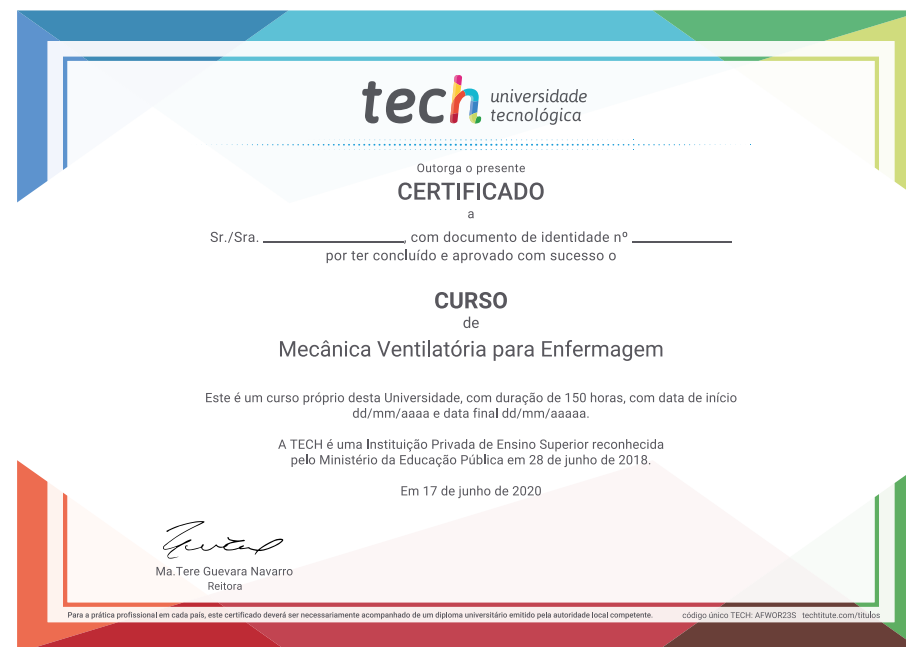 tech universidade
tecnológica
Outorga o presente
CERTIFICADO
a
Sr./Sra. ____________________, com documento de identidade nº ______________
por ter concluído e aprovado com sucesso o
CURSO
de
Mecânica Ventilatória para Enfermagem
Este é um curso próprio desta Universidade, com duração de 150 horas, com data de início
dd/mm/aaaa e data final dd/mm/aaaaa.
A TECH é uma Instituição Privada de Ensino Superior reconhecida
pelo Ministério da Educação Pública em 28 de junho de 2018.
Em 17 de junho de 2020
Ma.Tere Guevara Navarro
Reitora
Para a prática profissional em cada pais, este certificado deverá ser necessariamente acompanhado de um diploma universitário emitido pela autoridade local competente. código único TECH: AFWOR23S techtitute.com/titulos